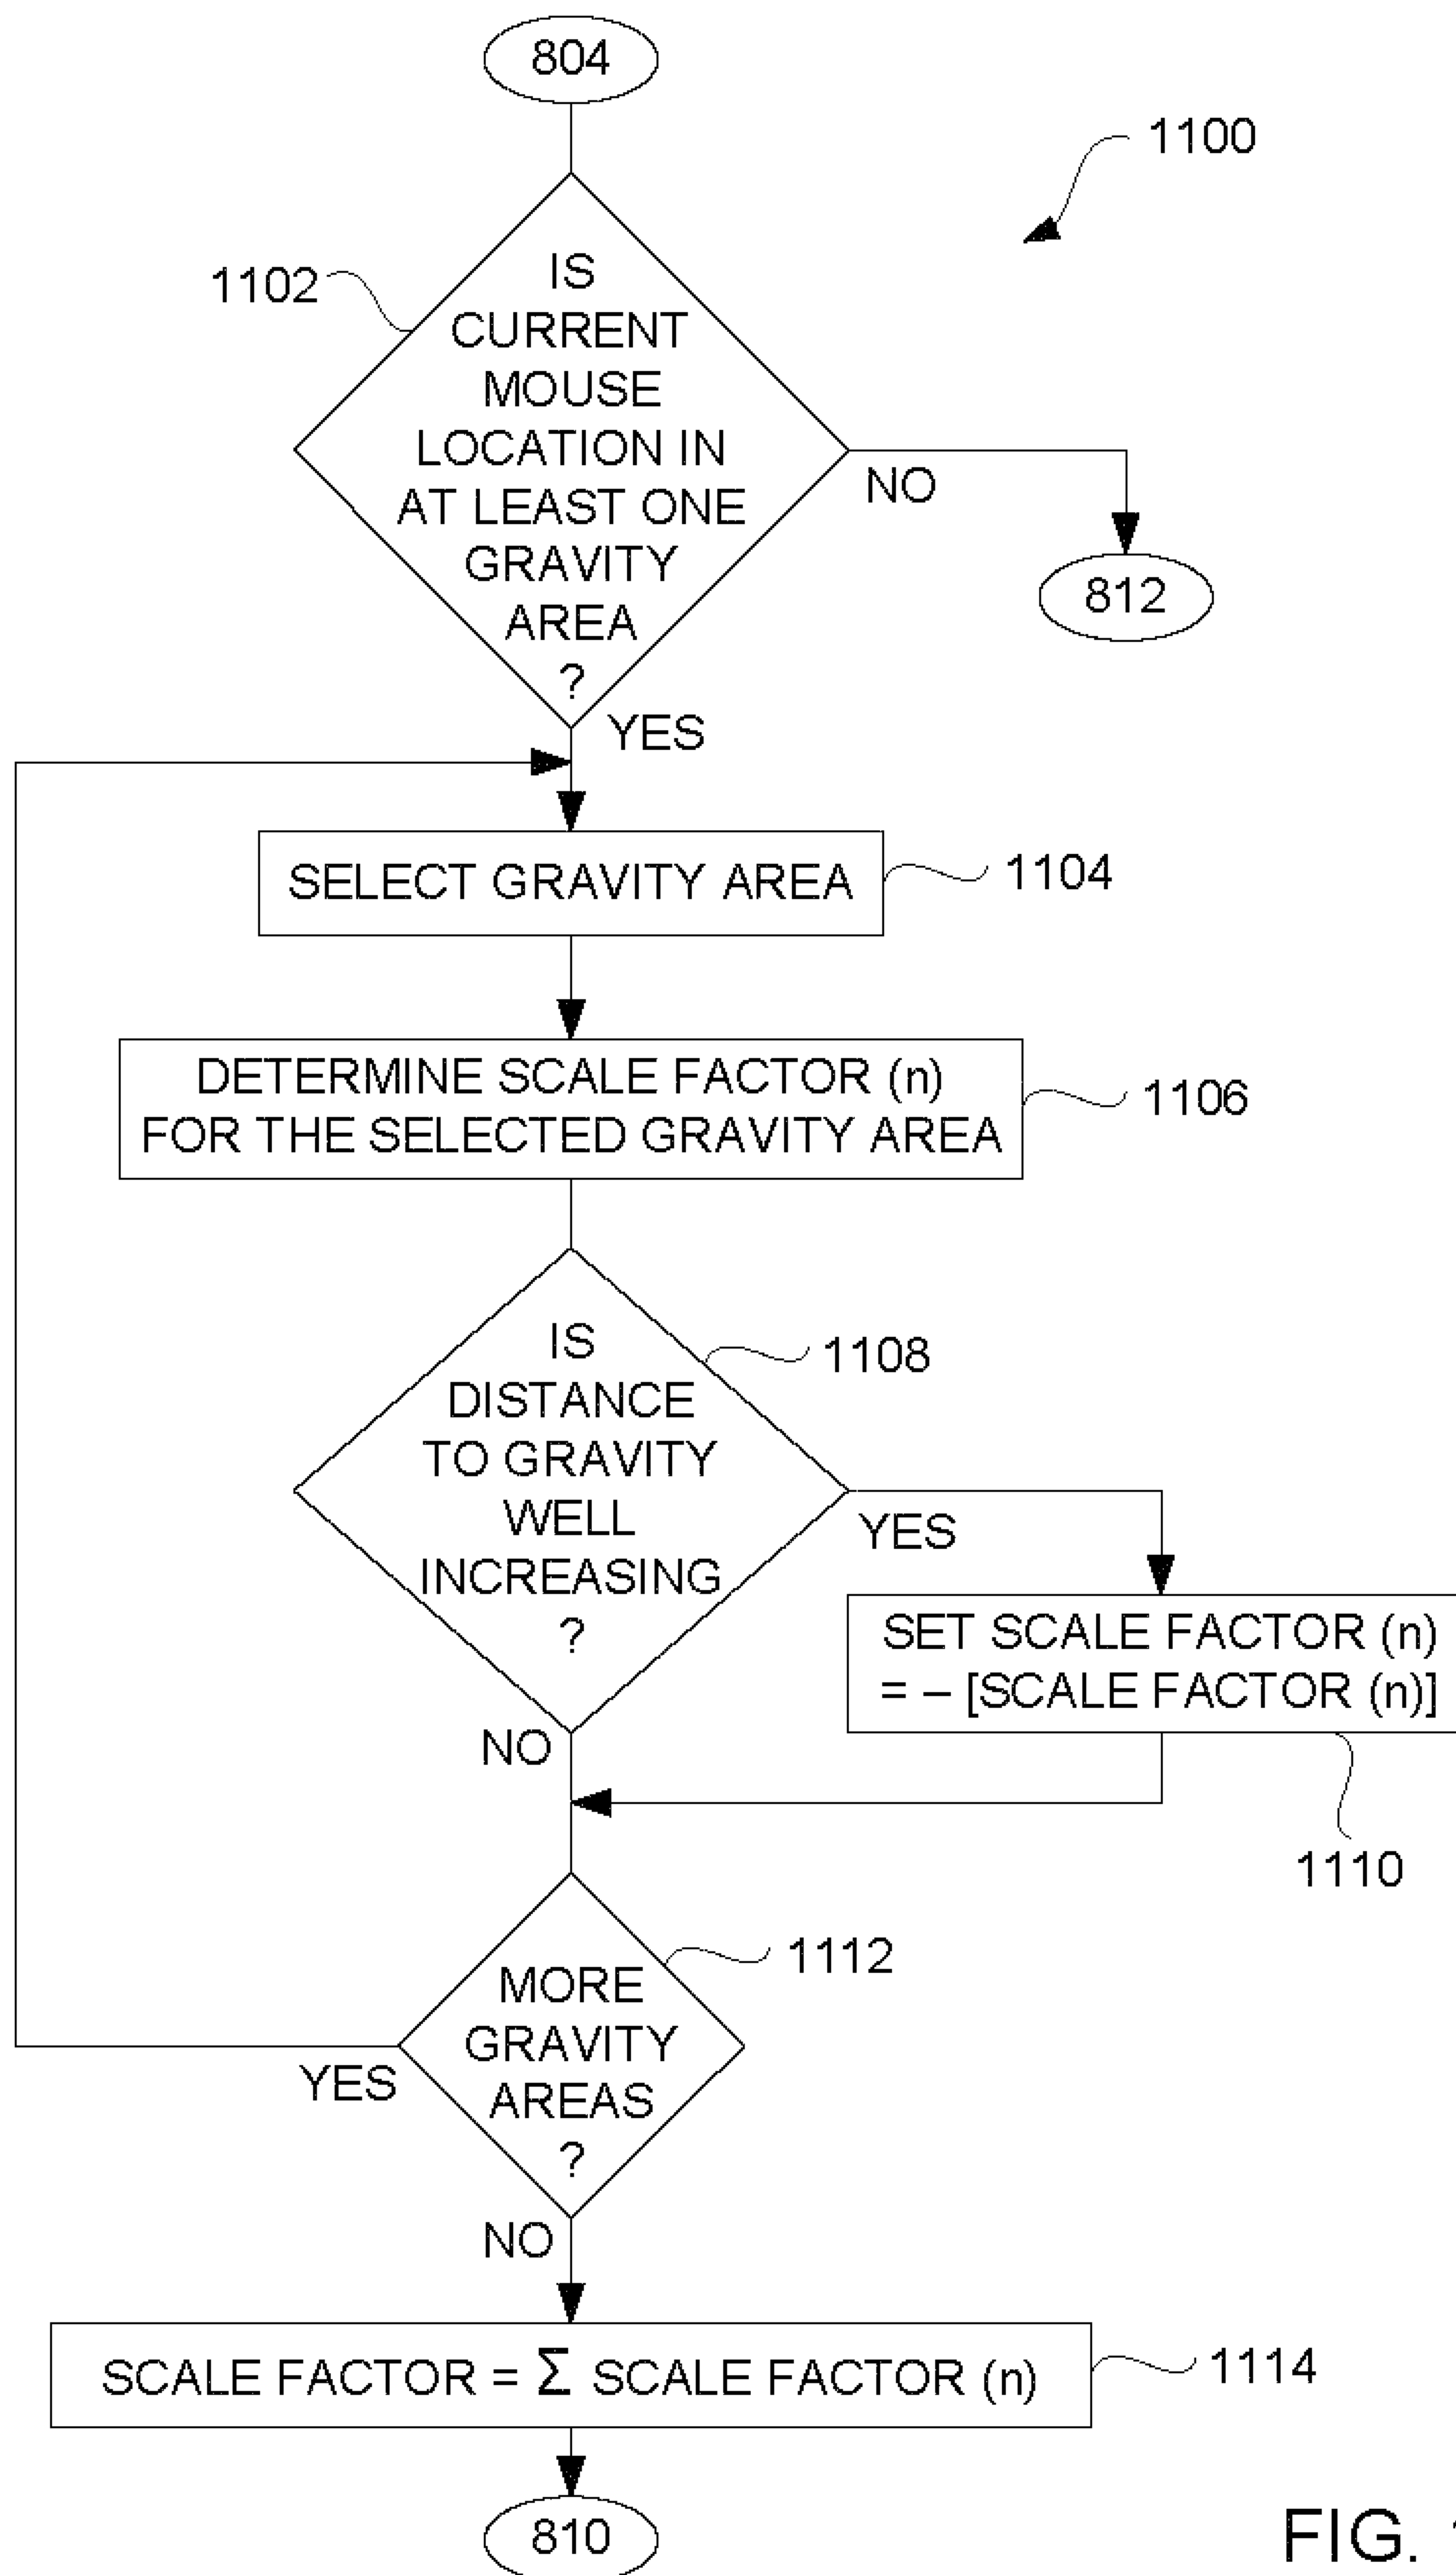 804
1100
1102
IS
CURRENT
MOUSE
LOCATION IN
AT LEAST ONE
GRAVITY
AREA
?
NO
812
YES
SELECT GRAVITY AREA
1104
DETERMINE SCALE FACTOR (n)
FOR THE SELECTED GRAVITY AREA
1106
IS
DISTANCE
TO GRAVITY
WELL
INCREASING
?
1108
YES
SET SCALE FACTOR (n)
= – [SCALE FACTOR (n)]
NO
1110
1112
MORE
GRAVITY
AREAS
?
YES
NO
SCALE FACTOR = Σ SCALE FACTOR (n)
1114
810
FIG.